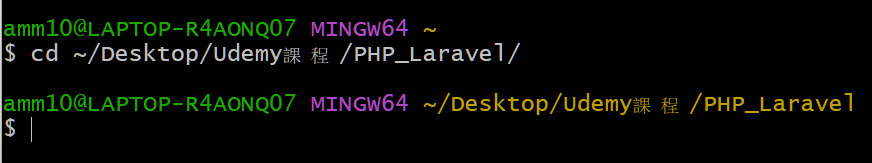 amm10@LAPTOP-R4AONQ07 MINGW64 ~
$ cd ~/Desktop/Udemy課程/PHP_Laravel/
amm10@LAPTOP-R4AONQ07 MINGW64 ~/Desktop/Udemy課程/PHP_Laravel
$